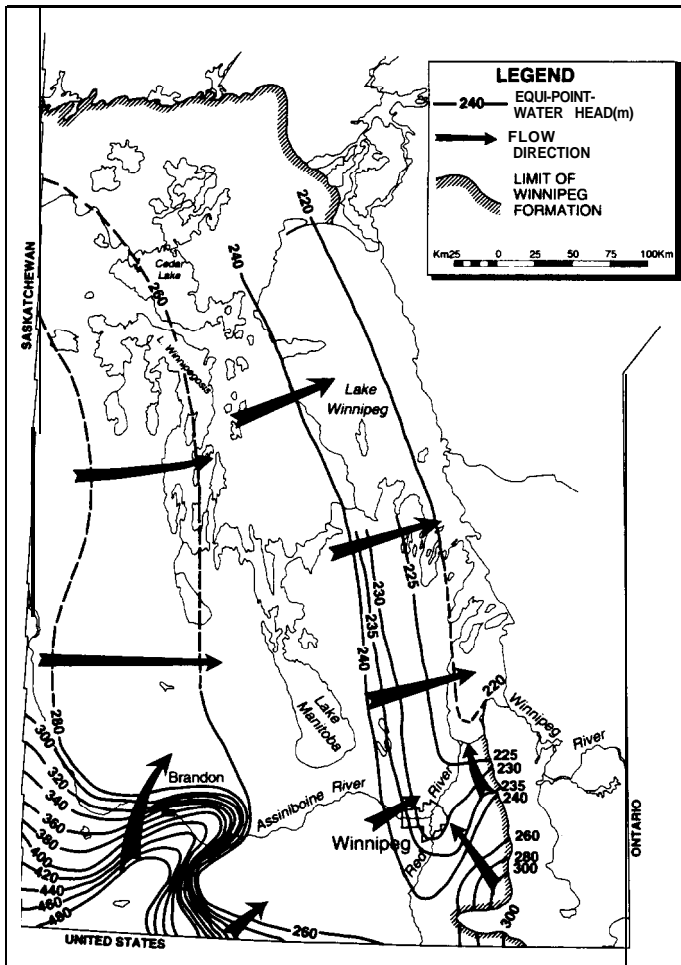 LEGEND
240 EQUI-POINT-
WATER HEAD(m)
FLOW
DIRECTION
LIMIT OF
WINNIPEG
FORMATION
Km25 0 25 50 75 100Km
SASKATCHEWAN
220
Cedar
Lake
240
260
L. Winnipegosis
Lake
Winnipeg
225
230
235
240
Lake
Manitoba
220
Winnipeg
River
280
300
320
340
360
380
400
420
440
460
480
Brandon
Assiniboine River
River
Red
Winnipeg
225
230
235
240
260
280
300
300
ONTARIO
260
UNITED STATES